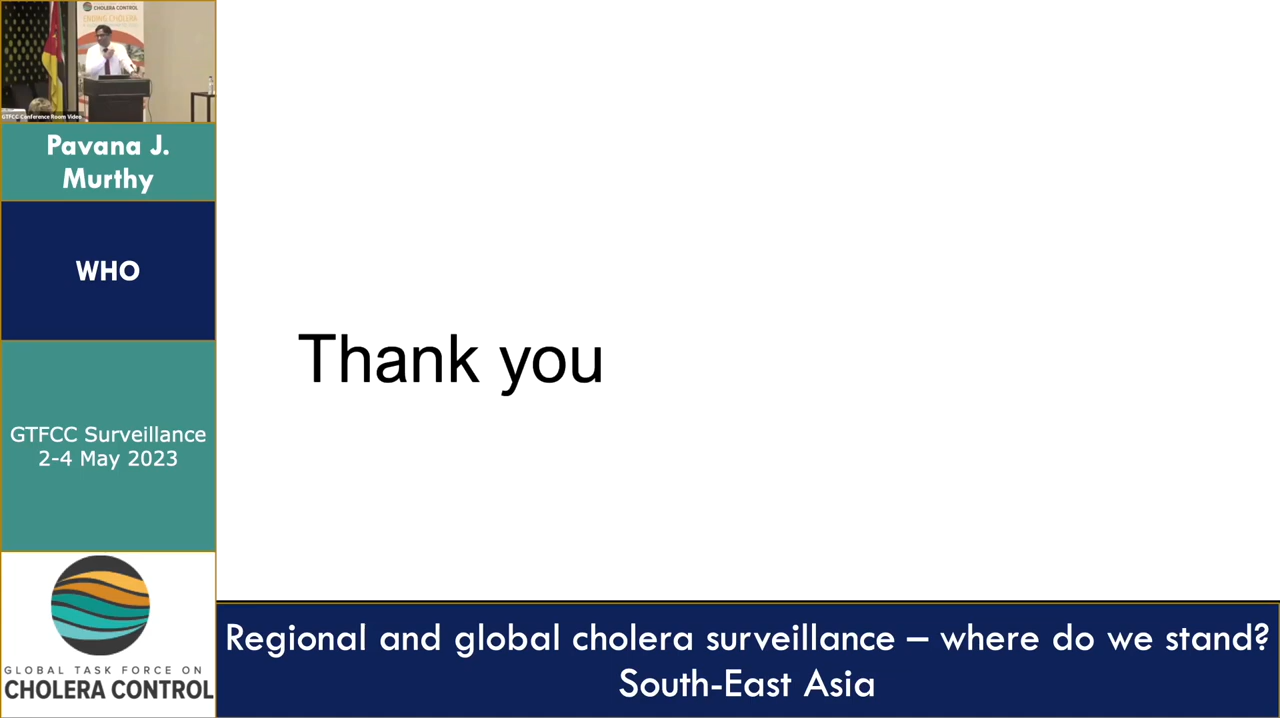 CHOLERA CONTROL
ENDING CHOLERA
GTFCC Conference Room Video
Pavana J.
Murthy
WHO
GTFCC Surveillance
2-4 May 2023
GLOBAL TASK FORCE ON
CHOLERA CONTROL
Thank you
Regional and global cholera surveillance – where do we stand?
South-East Asia